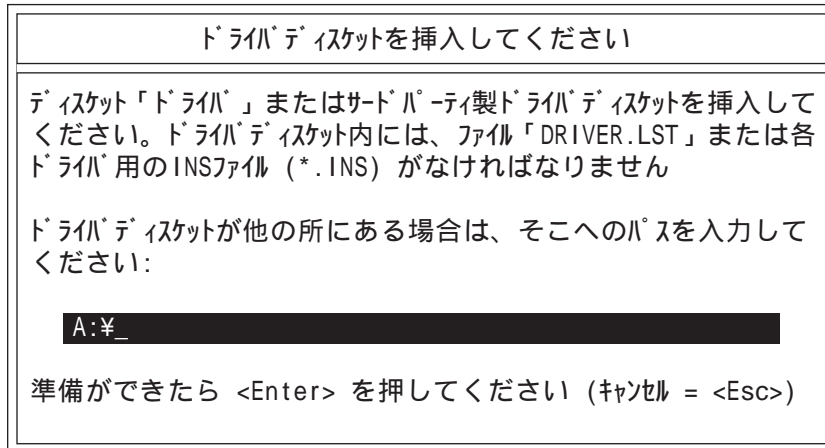 ﾄﾞﾗｲﾊﾞﾃﾞｨｽｹｯﾄを挿入してください
ﾃﾞｨｽｹｯﾄ「ﾄﾞﾗｲﾊﾞ」またはｻｰﾄﾞﾊﾟｰﾃｨ製ﾄﾞﾗｲﾊﾞﾃﾞｨｽｹｯﾄを挿入して
ください。ﾄﾞﾗｲﾊﾞﾃﾞｨｽｹｯﾄ内には、ﾌｧｲﾙ「DRIVER.LST」または各
ﾄﾞﾗｲﾊﾞ用のINSﾌｧｲﾙ (*.INS) がなければなりません
ﾄﾞﾗｲﾊﾞﾃﾞｨｽｹｯﾄが他の所にある場合は、そこへのﾊﾟｽを入力して
ください:
A:¥_
準備ができたら <Enter> を押してください (ｷｬﾝｾﾙ = <Esc>)